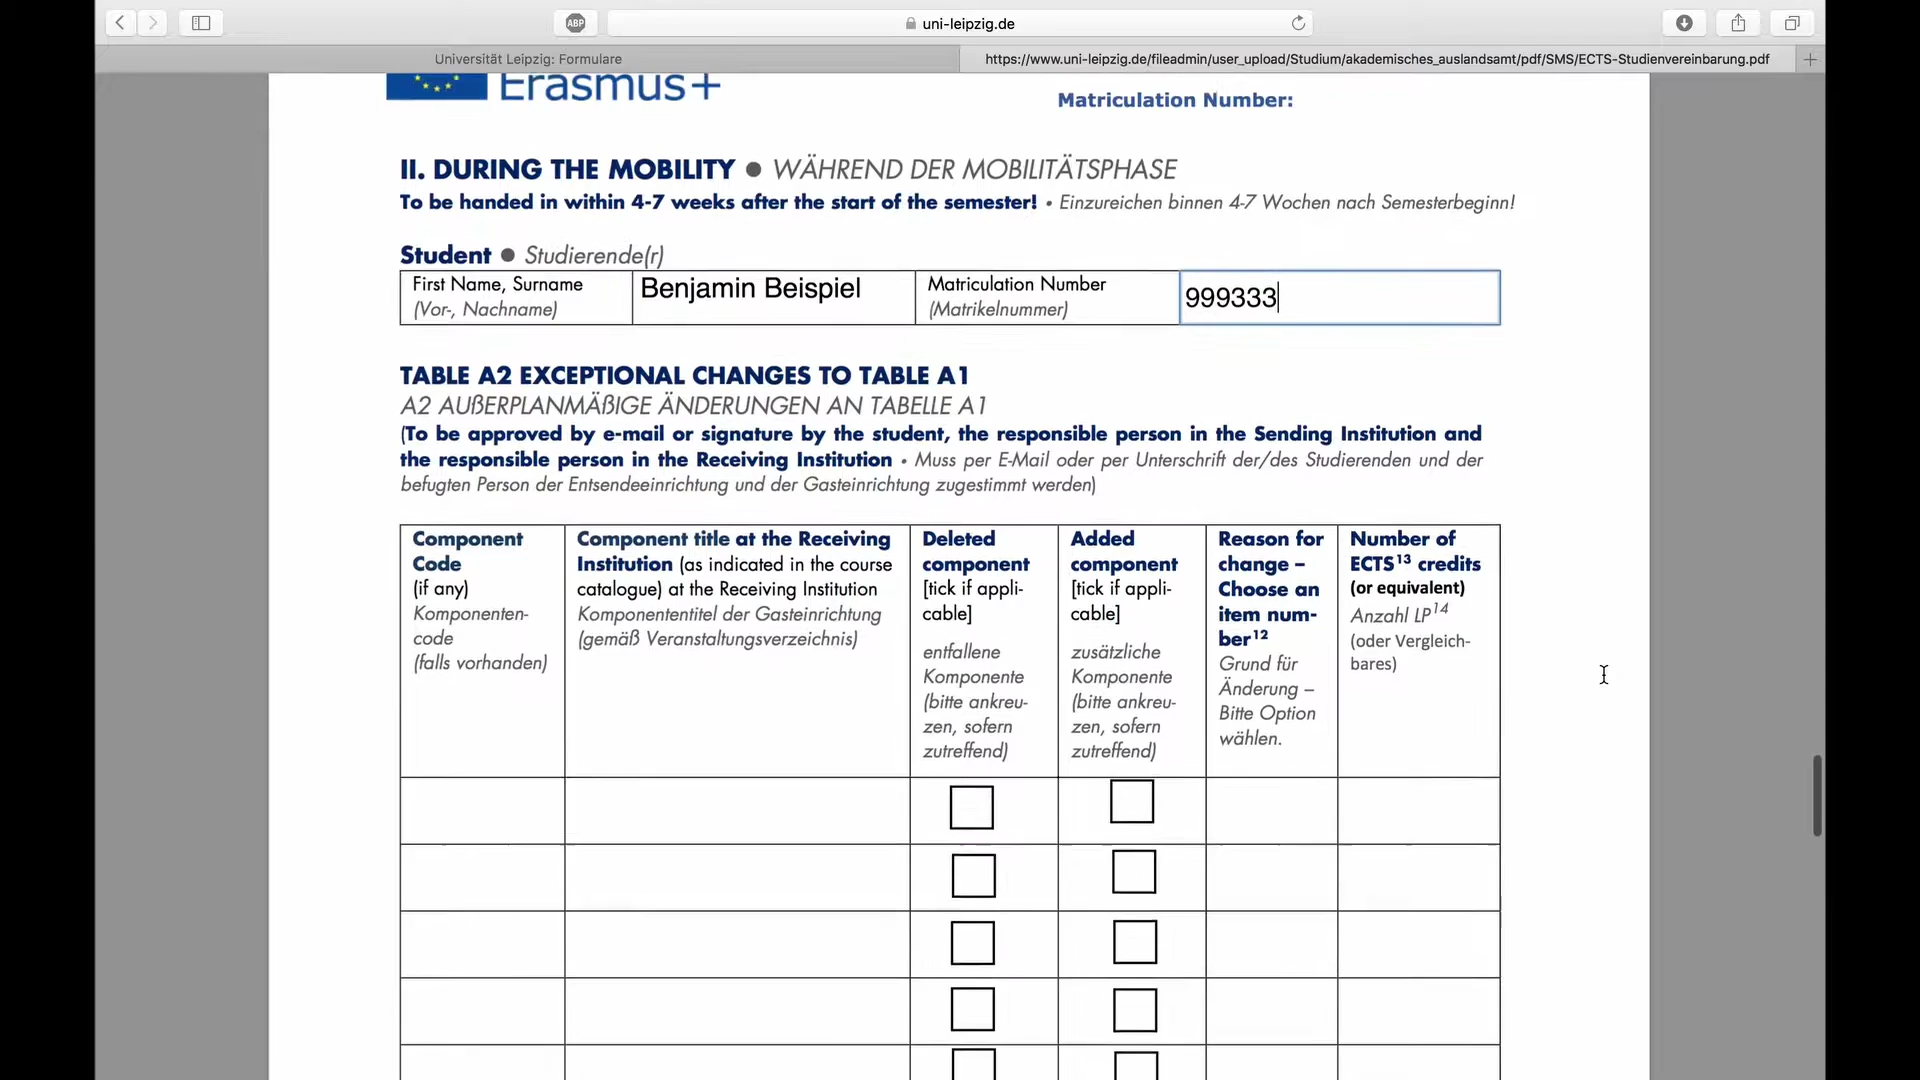 ABP
uni-leipzig.de
Universität Leipzig: Formulare
https://www.uni-leipzig.de/fileadmin/user_upload/Studium/akademisches_auslandsamt/pdf/SMS/ECTS-Studienvereinbarung.pdf
Erasmus+
Matriculation Number:
II. DURING THE MOBILITY ● WÄHREND DER MOBILITÄTSPHASE
To be handed in within 4-7 weeks after the start of the semester! • Einzureichen binnen 4-7 Wochen nach Semesterbeginn!
Student ● Studierende(r)
First Name, Surname
(Vor-, Nachname)
Benjamin Beispiel
Matriculation Number
(Matrikelnummer)
999333
TABLE A2 EXCEPTIONAL CHANGES TO TABLE A1
A2 AUßERPLANMÄßIGE ÄNDERUNGEN AN TABELLE A1
(To be approved by e-mail or signature by the student, the responsible person in the Sending Institution and
the responsible person in the Receiving Institution • Muss per E-Mail oder per Unterschrift der/des Studierenden und der
befugten Person der Entsendeeinrichtung und der Gasteinrichtung zugestimmt werden)
Component
Code
(if any)
Komponenten-
code
(falls vorhanden)
Component title at the Receiving
Institution (as indicated in the course
catalogue) at the Receiving Institution
Komponententitel der Gasteinrichtung
(gemäß Veranstaltungsverzeichnis)
Deleted
component
[tick if appli-
cable]
entfallene
Komponente
(bitte ankreu-
zen, sofern
zutreffend)
Added
component
[tick if appli-
cable]
zusätzliche
Komponente
(bitte ankreu-
zen, sofern
zutreffend)
Reason for
change –
Choose an
item num-
ber¹²
Grund für
Änderung –
Bitte Option
wählen.
Number of
ECTS¹³ credits
(or equivalent)
Anzahl LP¹⁴
(oder Vergleich-
bares)